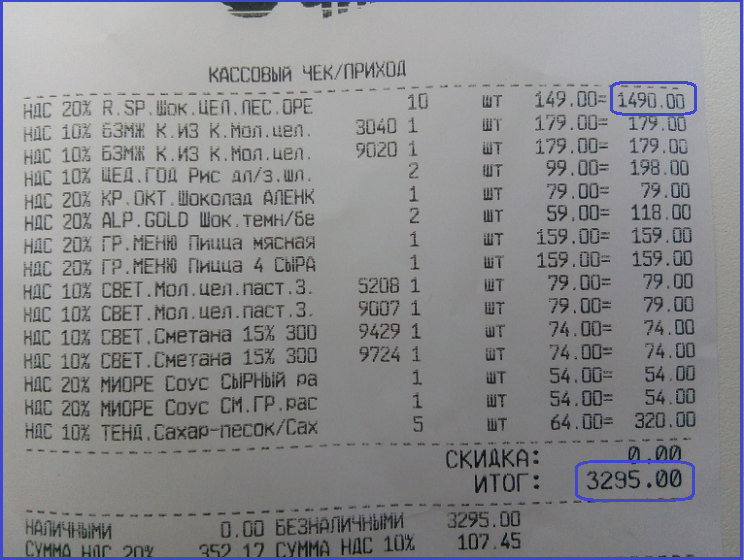 КАССОВЫЙ ЧЕК/ПРИХОД
НДС 20% R.SP.Шок.ЦЕЛ.ЛЕС.ОРЕ 10 шт 149.00= 1490.00
НДС 10% БЗМЖ К.ИЗ К.Мол.цел. 3040 1 шт 179.00= 179.00
НДС 10% БЗМЖ К.ИЗ К.Мол.цел. 9020 1 шт 179.00= 179.00
НДС 10% ЩЕД.ГОД Рис дл/з.шл. 2 шт 99.00= 198.00
НДС 20% КР.ОКТ.Шоколад АЛЕНК 1 шт 79.00= 79.00
НДС 20% ALP.GOLD Шок.темн/бе 2 шт 59.00= 118.00
НДС 20% ГР.МЕНЮ Пицца мясная 1 шт 159.00= 159.00
НДС 20% ГР.МЕНЮ Пицца 4 СЫРА 1 шт 159.00= 159.00
НДС 10% СВЕТ.Мол.цел.паст.3. 5208 1 шт 79.00= 79.00
НДС 10% СВЕТ.Мол.цел.паст.3. 9007 1 шт 79.00= 79.00
НДС 10% СВЕТ.Сметана 15% 300 9429 1 шт 74.00= 74.00
НДС 10% СВЕТ.Сметана 15% 300 9724 1 шт 74.00= 74.00
НДС 20% МИОРЕ Соус СЫРНЫЙ ра 1 шт 54.00= 54.00
НДС 20% МИОРЕ Соус СМ.ГР.рас 1 шт 54.00= 54.00
НДС 10% ТЕНД.Сахар-песок/Сах 5 шт 64.00= 320.00
СКИДКА: 0.00
ИТОГ: 3295.00
НАЛИЧНЫМИ 0.00 БЕЗНАЛИЧНЫМИ 3295.00
СУММА НДС 20% 352.17 СУММА НДС 10% 107.45